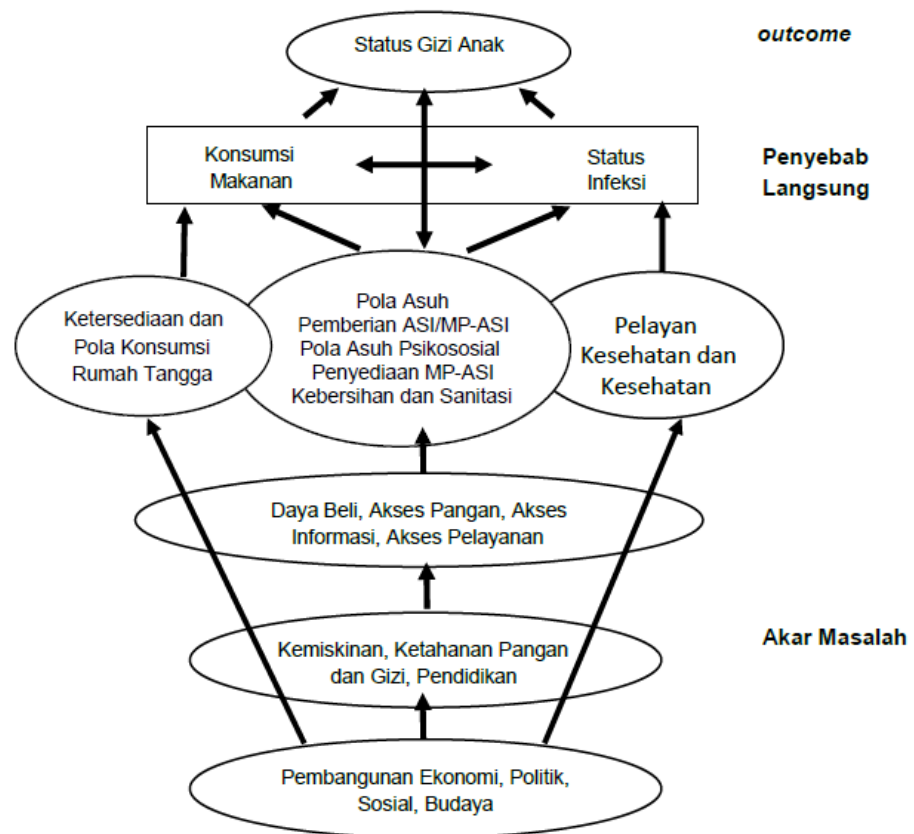 Status Gizi Anak
outcome
Konsumsi
Makanan
Status
Infeksi
Penyebab
Langsung
Ketersediaan dan
Pola Konsumsi
Rumah Tangga
Pola Asuh
Pemberian ASI/MP-ASI
Pola Asuh Psikososial
Penyediaan MP-ASI
Kebersihan dan Sanitasi
Pelayan
Kesehatan dan
Kesehatan
Daya Beli, Akses Pangan, Akses
Informasi, Akses Pelayanan
Kemiskinan, Ketahanan Pangan
dan Gizi, Pendidikan
Akar Masalah
Pembangunan Ekonomi, Politik,
Sosial, Budaya